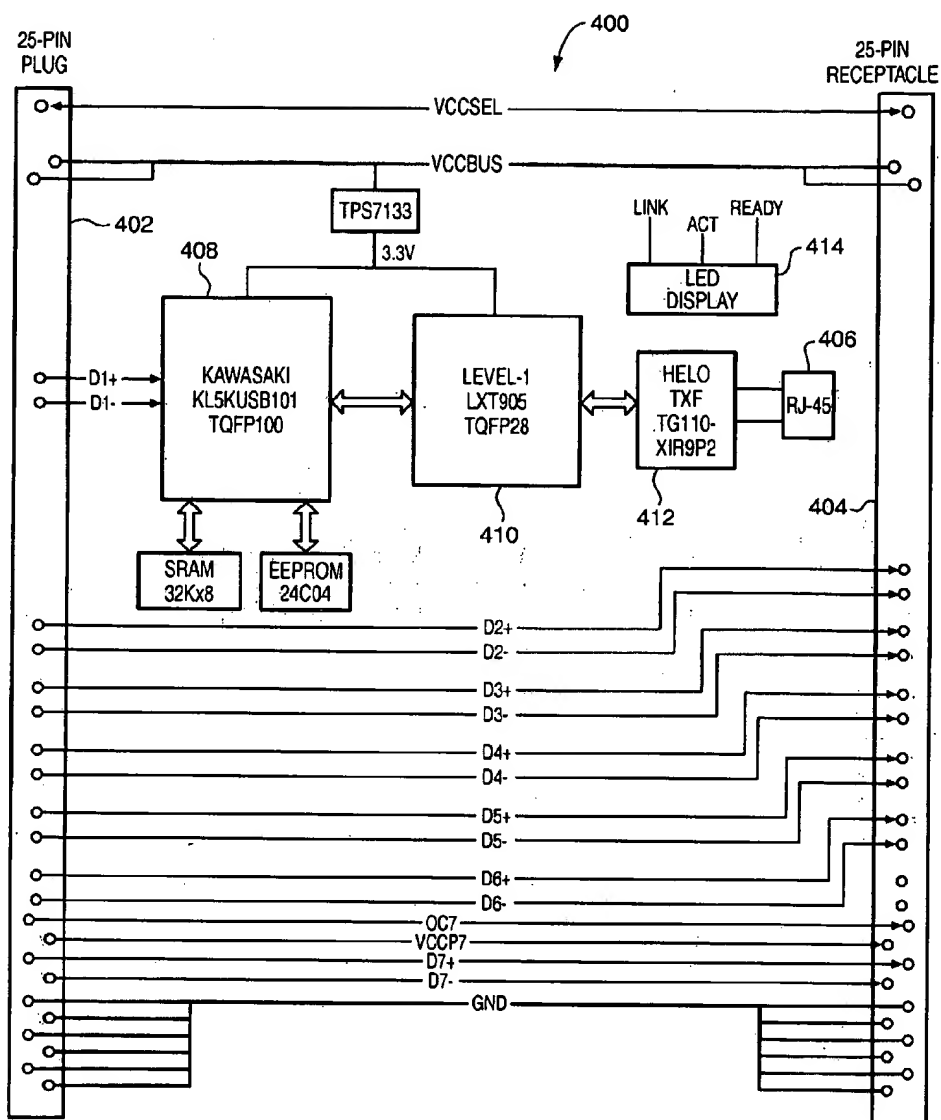 400
25-PIN
PLUG
25-PIN
RECEPTACLE
VCCSEL
VCCBUS
TPS7133
402
3.3V
LINK
ACT
READY
414
LED
DISPLAY
408
KAWASAKI
KL5KUSB101
TQFP100
LEVEL-1
LXT905
TQFP28
410
HELO
TXF
TG110-
XIR9P2
412
406
RJ-45
D1+
D1-
404
SRAM
32Kx8
EEPROM
24C04
D2+
D2-
D3+
D3-
D4+
D4-
D5+
D5-
D6+
D6-
OC7
VCCP7
D7+
D7-
GND